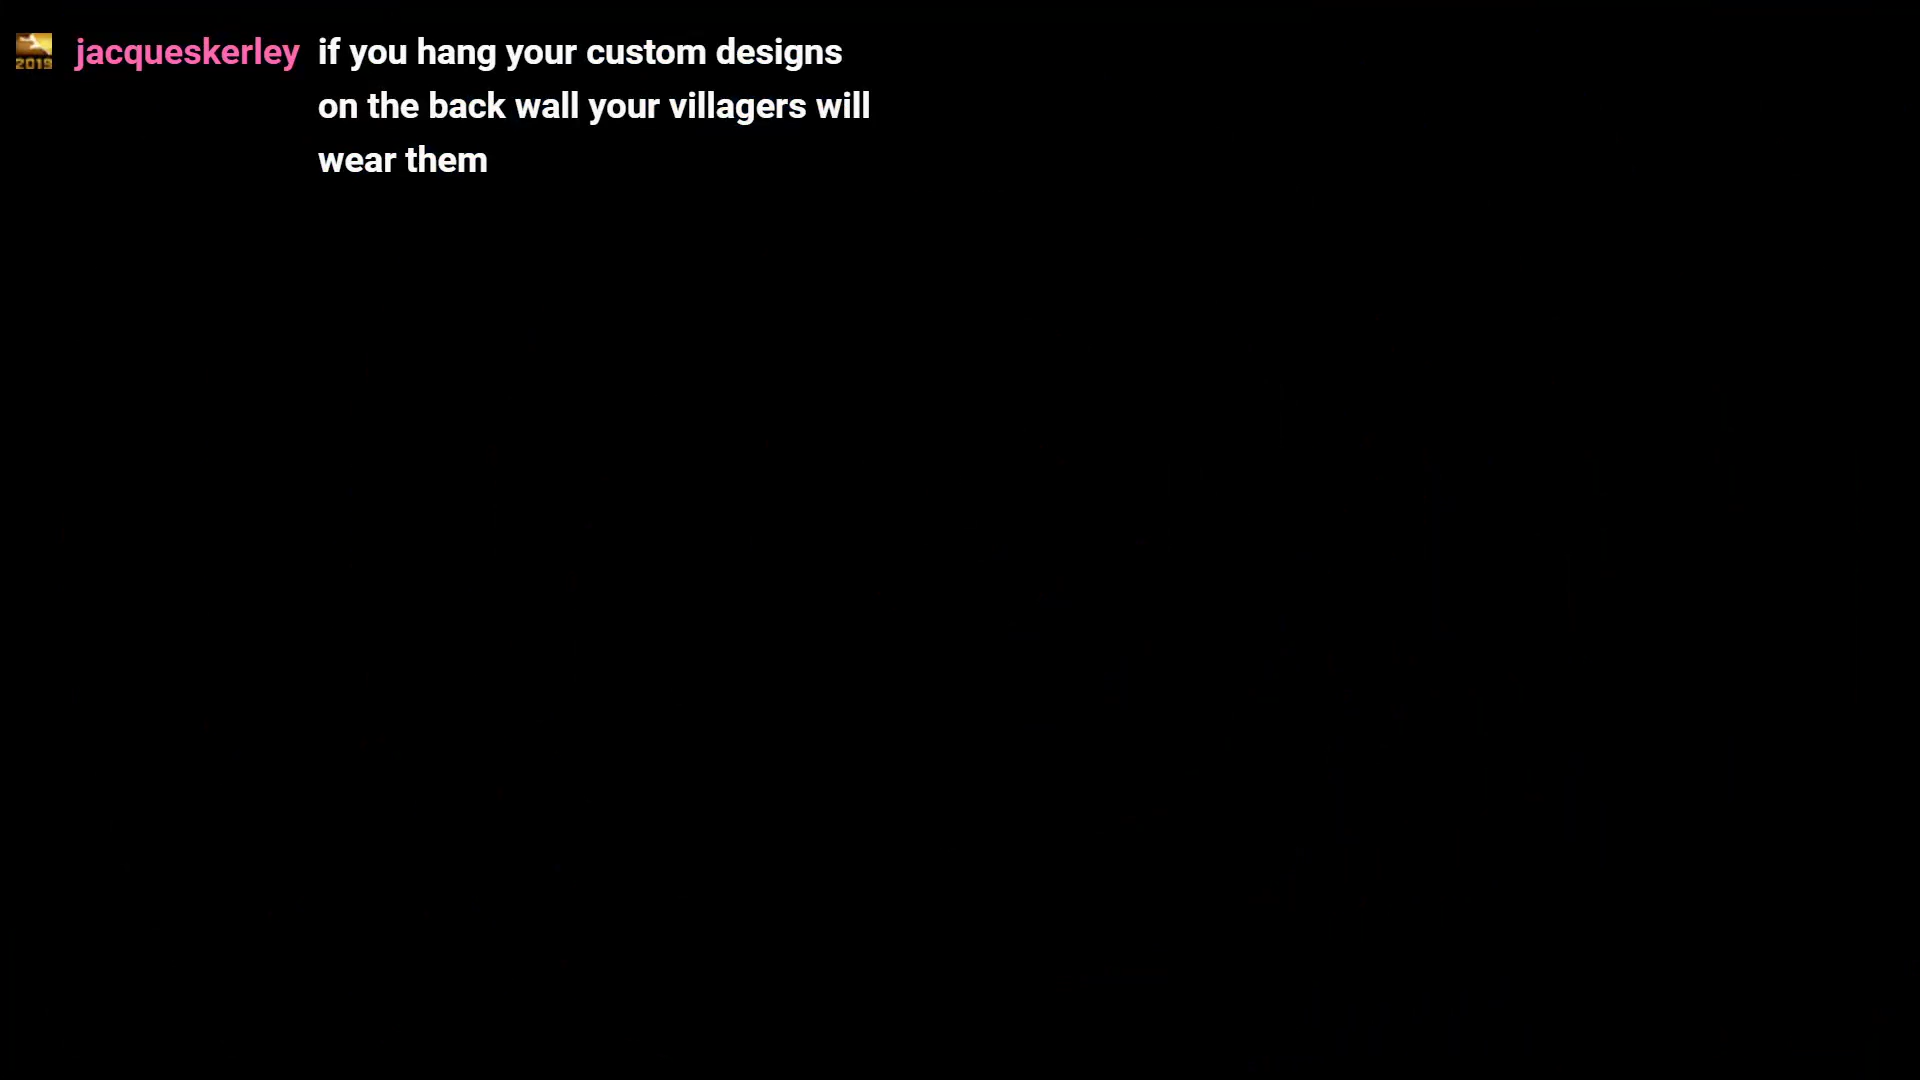 2019 jacqueskerley if you hang your custom designs
on the back wall your villagers will
wear them